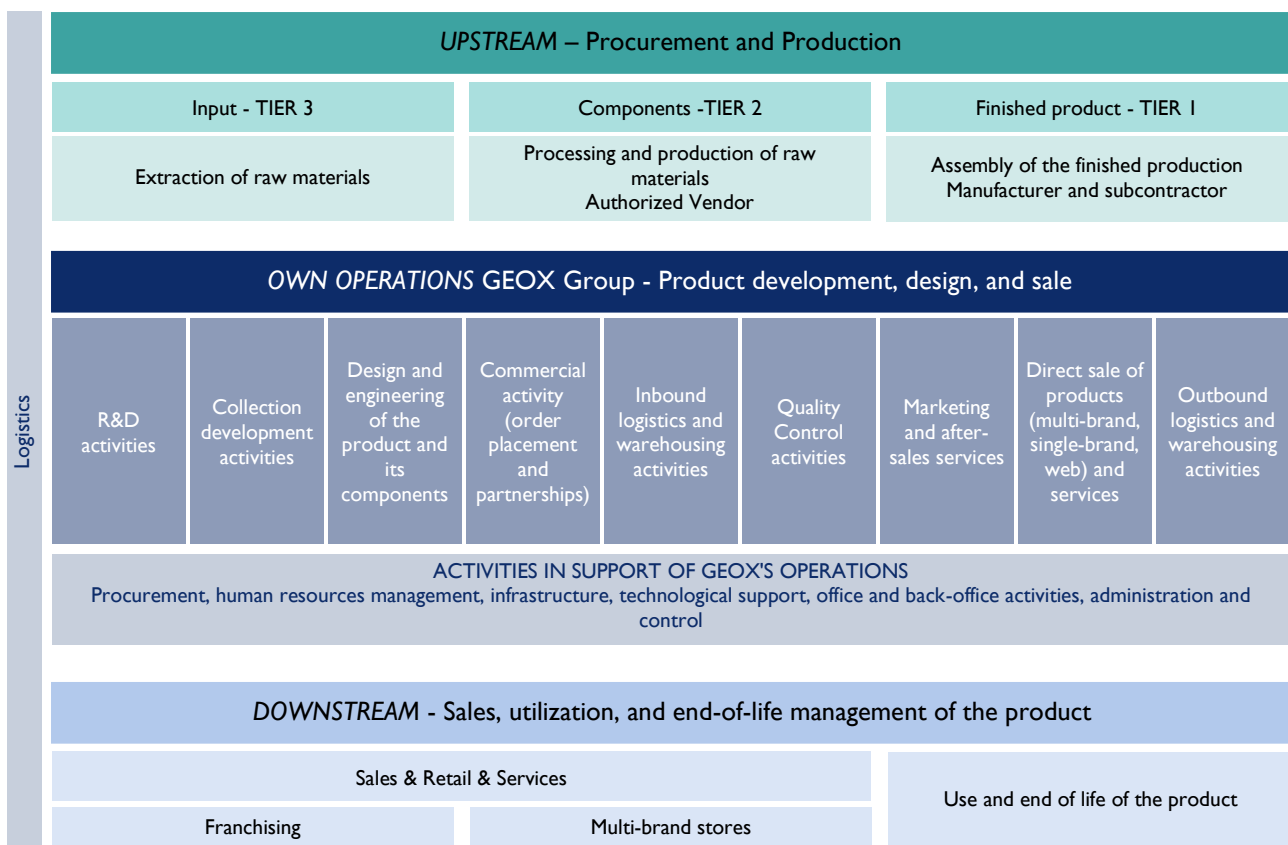 Logistics
UPSTREAM – Procurement and Production
Input - TIER 3
Components -TIER 2
Finished product - TIER 1
Extraction of raw materials
Processing and production of raw
materials
Authorized Vendor
Assembly of the finished production
Manufacturer and subcontractor
OWN OPERATIONS GEOX Group - Product development, design, and sale
R&D
activities
Collection
development
activities
Design and
engineering
of the
product and
its
components
Commercial
activity
(order
placement
and
partnerships)
Inbound
logistics and
warehousing
activities
Quality
Control
activities
Marketing
and after-
sales services
Direct sale of
products
(multi-brand,
single-brand,
web) and
services
Outbound
logistics and
warehousing
activities
ACTIVITIES IN SUPPORT OF GEOX'S OPERATIONS
Procurement, human resources management, infrastructure, technological support, office and back-office activities, administration and
control
DOWNSTREAM - Sales, utilization, and end-of-life management of the product
Sales & Retail & Services
Franchising
Multi-brand stores
Use and end of life of the product